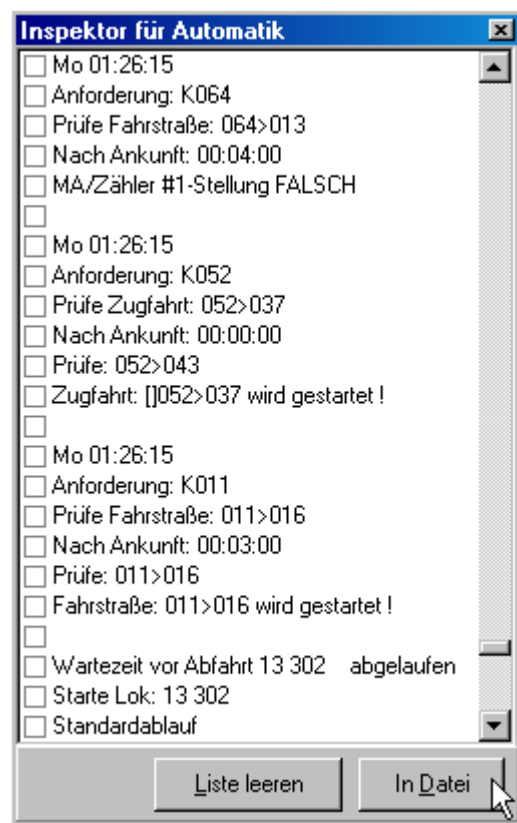 Inspektor für Automatik
Mo 01:26:15
Anforderung: K064
Prüfe Fahrstraße: 064>013
Nach Ankunft: 00:04:00
MA/Zähler #1-Stellung FALSCH
Mo 01:26:15
Anforderung: K052
Prüfe Zugfahrt: 052>037
Nach Ankunft: 00:00:00
Prüfe: 052>043
Zugfahrt: []052>037 wird gestartet !
Mo 01:26:15
Anforderung: K011
Prüfe Fahrstraße: 011>016
Nach Ankunft: 00:03:00
Prüfe: 011>016
Fahrstraße: 011>016 wird gestartet !
Wartezeit vor Abfahrt 13 302    abgelaufen
Starte Lok: 13 302
Standardablauf
Liste leeren
In Datei